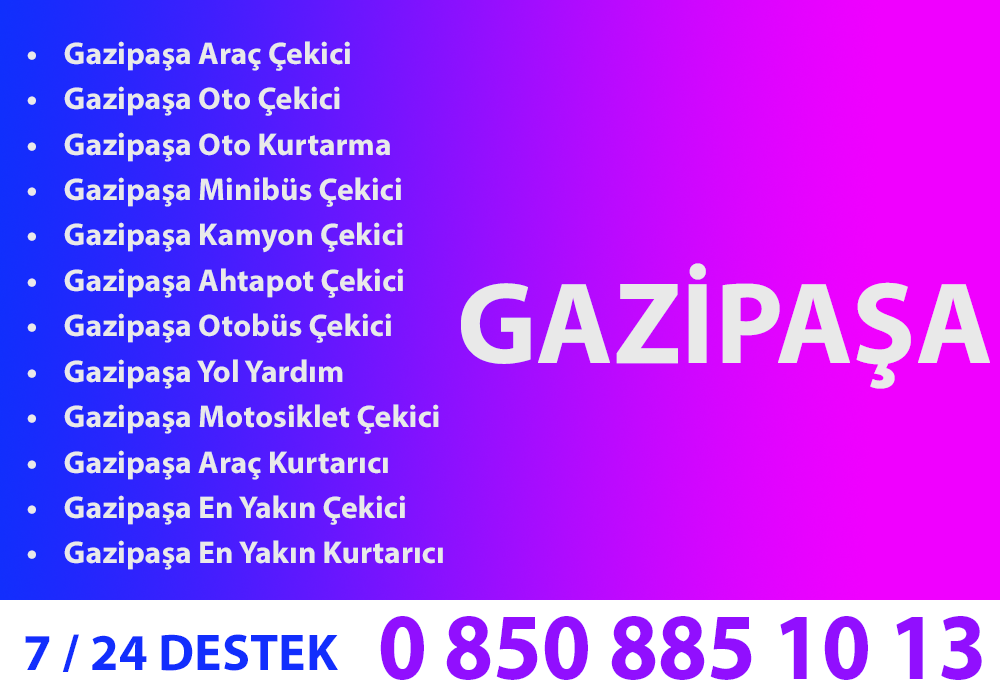 • Gazipaşa Araç Çekici
• Gazipaşa Oto Çekici
• Gazipaşa Oto Kurtarma
• Gazipaşa Minibüs Çekici
• Gazipaşa Kamyon Çekici
• Gazipaşa Ahtapot Çekici
• Gazipaşa Otobüs Çekici
• Gazipaşa Yol Yardım
• Gazipaşa Motosiklet Çekici
• Gazipaşa Araç Kurtarıcı
• Gazipaşa En Yakın Çekici
• Gazipaşa En Yakın Kurtarıcı
GAZİPAŞA
7 / 24 DESTEK
0 850 885 10 13